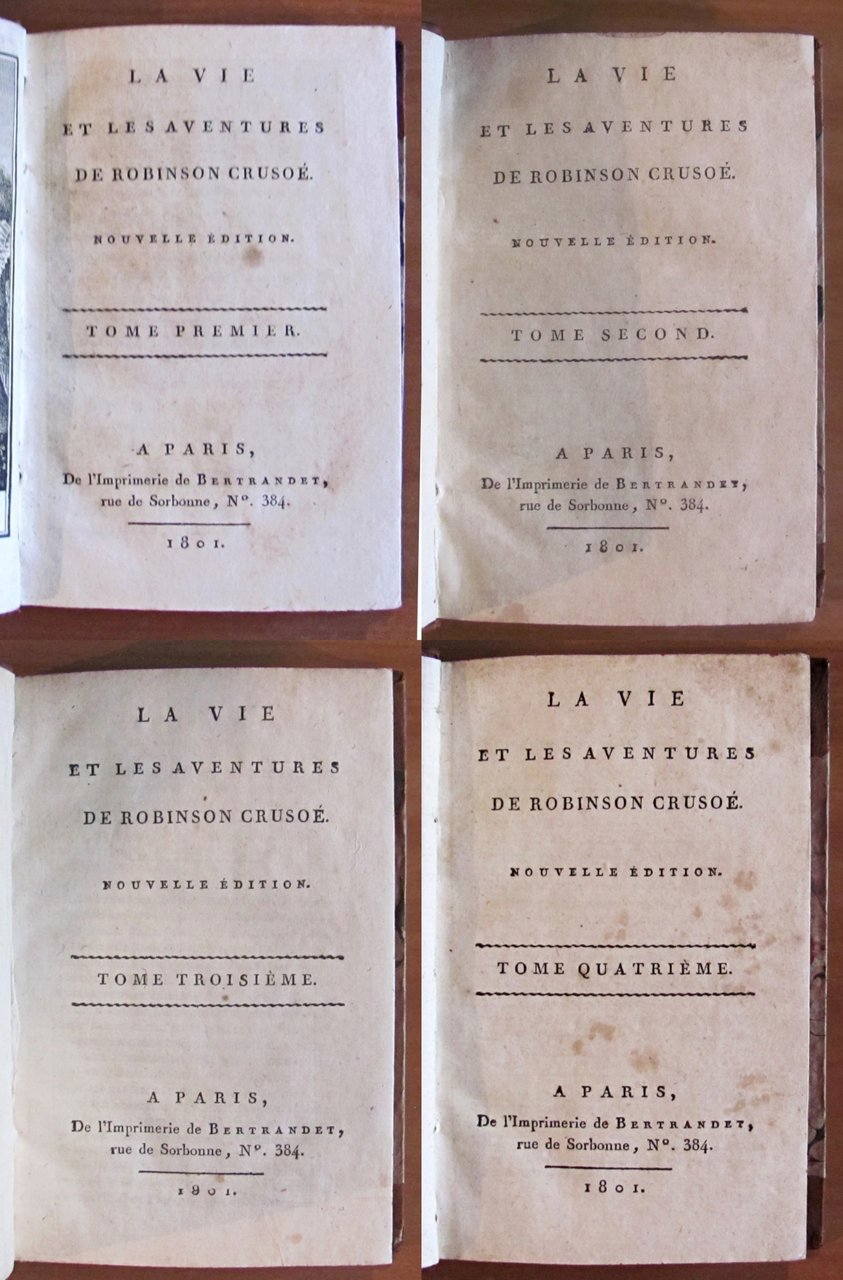 LA VIE
ET LES AVENTURES
DE ROBINSON CRUSOÉ.
NOUVELLE ÉDITION.
TOME PREMIER.
A PARIS,
De l'Imprimerie de BERTRANDET,
rue de Sorbonne, Nº. 384.
1801.
LA VIE
ET LES AVENTURES
DE ROBINSON CRUSOÉ.
NOUVELLE ÉDITION.
TOME SECOND.
A PARIS,
De l'Imprimerie de BERTRANDET,
rue de Sorbonne, Nº. 384.
1801.
LA VIE
ET LES AVENTURES
DE ROBINSON CRUSOÉ.
NOUVELLE ÉDITION.
TOME TROISIÈME.
A PARIS,
De l'Imprimerie de BERTRANDET,
rue de Sorbonne, Nº. 384.
1801.
LA VIE
ET LES AVENTURES
DE ROBINSON CRUSOÉ.
NOUVELLE ÉDITION.
TOME QUATRIÈME.
A PARIS,
De l'Imprimerie de BERTRANDET,
rue de Sorbonne, Nº. 384.
1801.